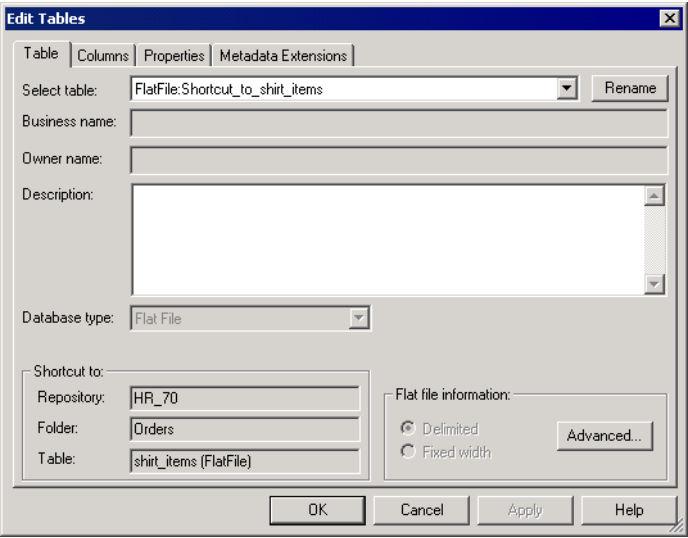 Edit Tables
Table Columns Properties Metadata Extensions
Select table: FlatFile:Shortcut_to_shirt_items Rename
Business name:
Owner name:
Description:
Database type: Flat File
Shortcut to:
Repository: HR_70
Folder: Orders
Table: shirt_items (FlatFile)
Flat file information:
Delimited
Fixed width
Advanced...
OK Cancel Apply Help